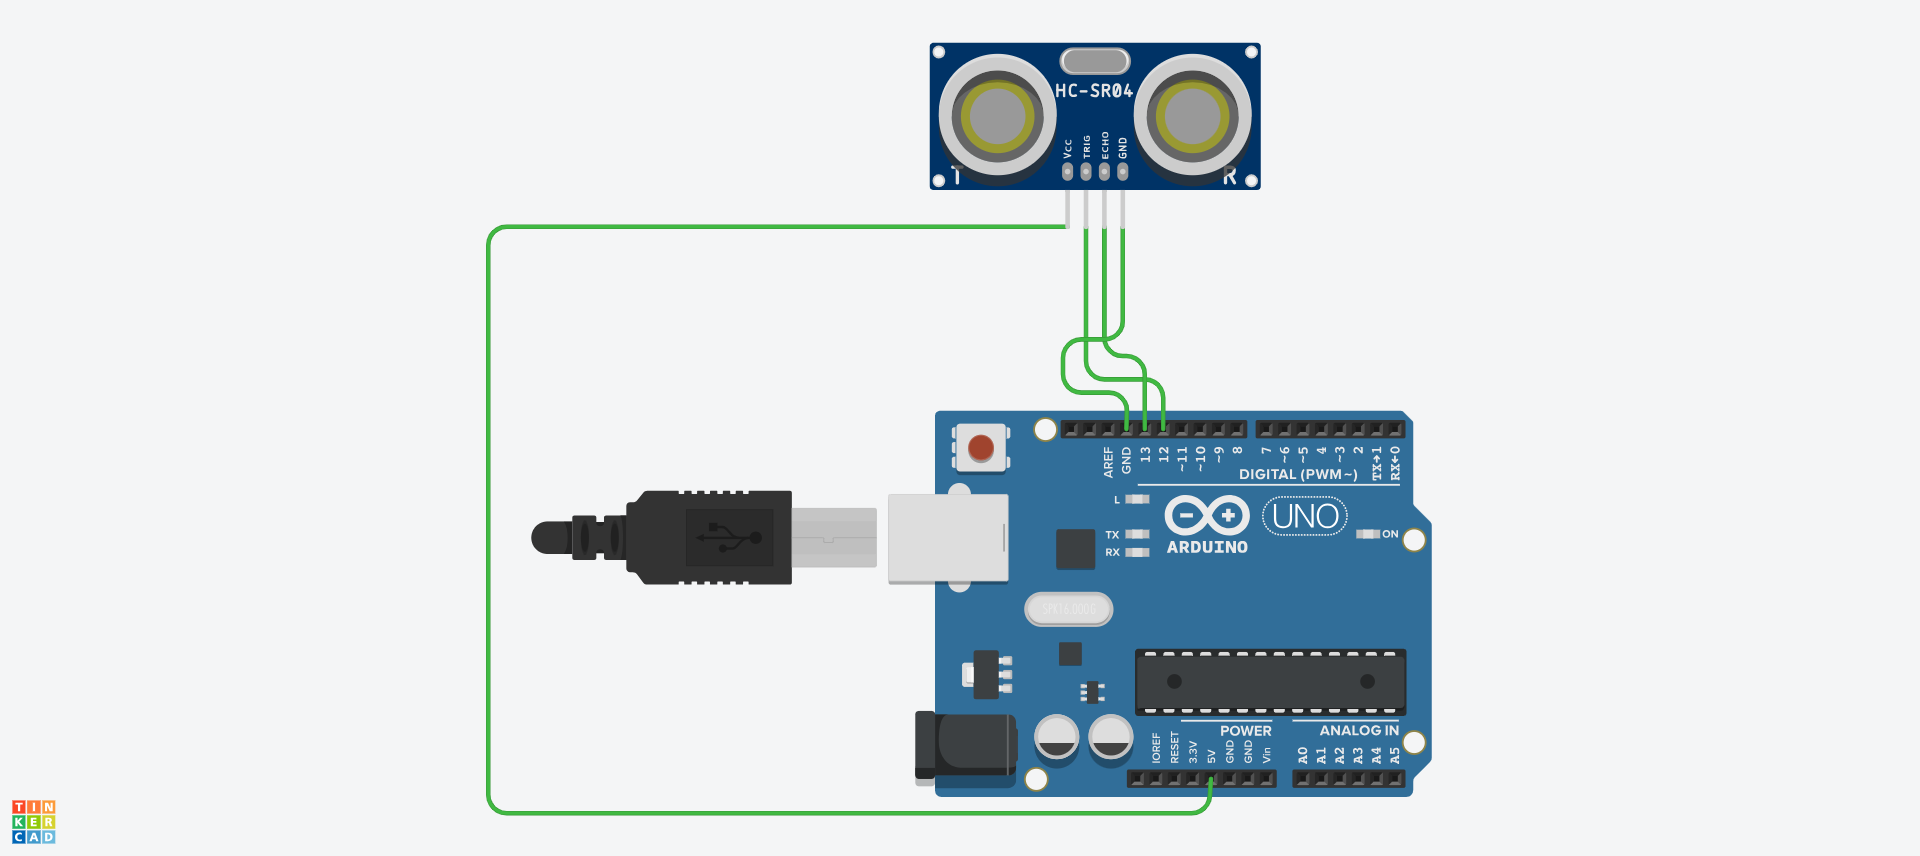 HC-SR04
VCC
TRIG
ECHO
GND
T
R
AREF
GND
13
12
~11
~10
~9
8
7
~6
~5
4
~3
2
TX→1
RX←0
DIGITAL (PWM~)
L
TX
RX
UNO
ON
ARDUINO
SPK16.000G
POWER
ANALOG IN
IOREF
RESET
3.3V
5V
GND
GND
Vin
A0
A1
A2
A3
A4
A5
TIN
KER
CAD